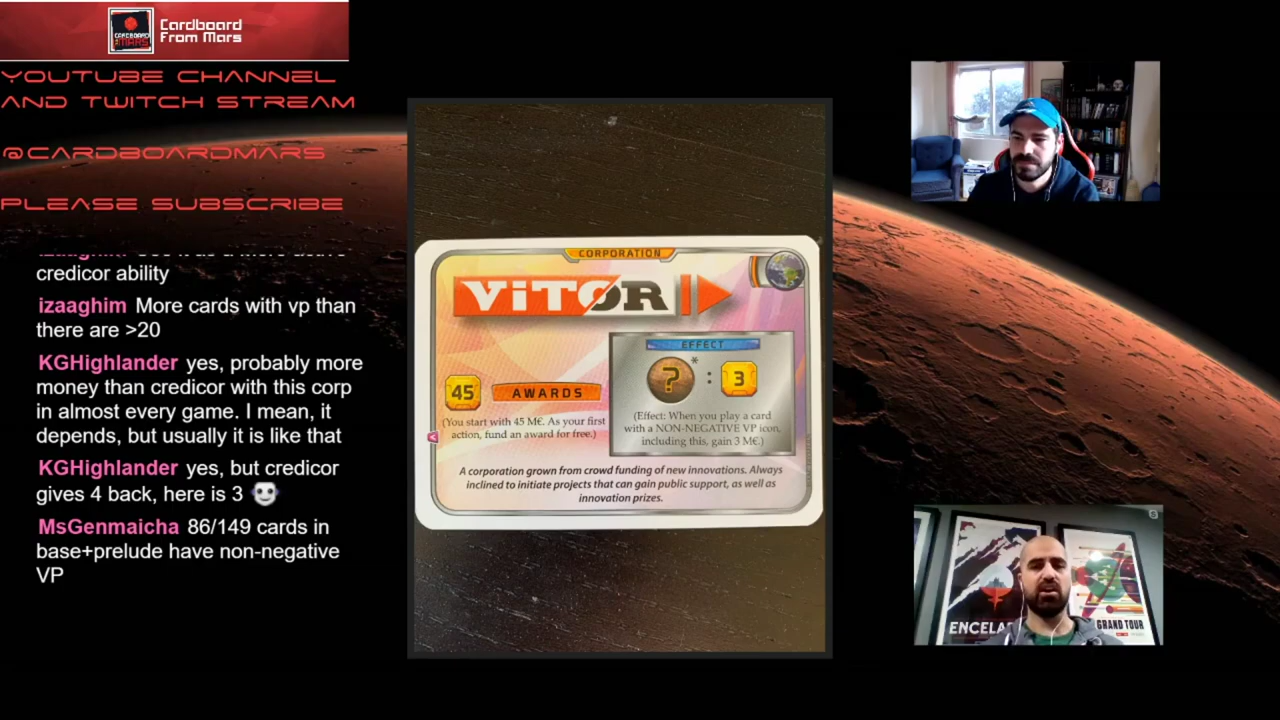 Cardboard
From Mars
YOUTUBE CHANNEL
AND TWITCH STREAM
@CARDBOARDMARS
PLEASE SUBSCRIBE
credicor ability
izaaghim More cards with vp than
there are >20
KGHighlander yes, probably more
money than credicor with this corp
in almost every game. I mean, it
depends, but usually it is like that
KGHighlander yes, but credicor
gives 4 back, here is 3
MsGenmaicha 86/149 cards in
base+prelude have non-negative
VP
CORPORATION
ViTOR
EFFECT
? * : 3
45 AWARDS
(You start with 45 M€. As your first
action, fund an award for free.)
(Effect: When you play a card
with a NON-NEGATIVE VP icon,
including this, gain 3 M€.)
A corporation grown from crowd funding of new innovations. Always
inclined to initiate projects that can gain public support, as well as
innovation prizes.
GRAND TOUR